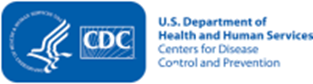 CDC
U.S. Department of
Health and Human Services
Centers for Disease
Control and Prevention